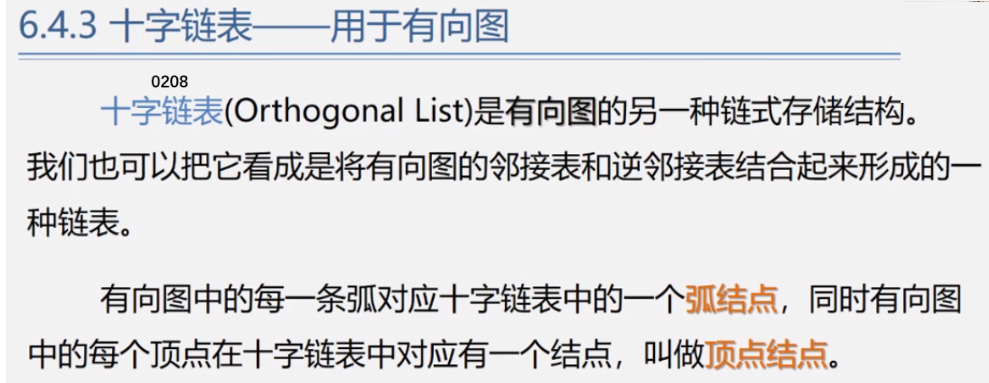 6.4.3 十字链表——用于有向图
0208
十字链表(Orthogonal List)是有向图的另一种链式存储结构。
我们也可以把它看成是将有向图的邻接表和逆邻接表结合起来形成的一
种链表。
有向图中的每一条弧对应十字链表中的一个弧结点，同时有向图
中的每个顶点在十字链表中对应有一个结点，叫做顶点结点。